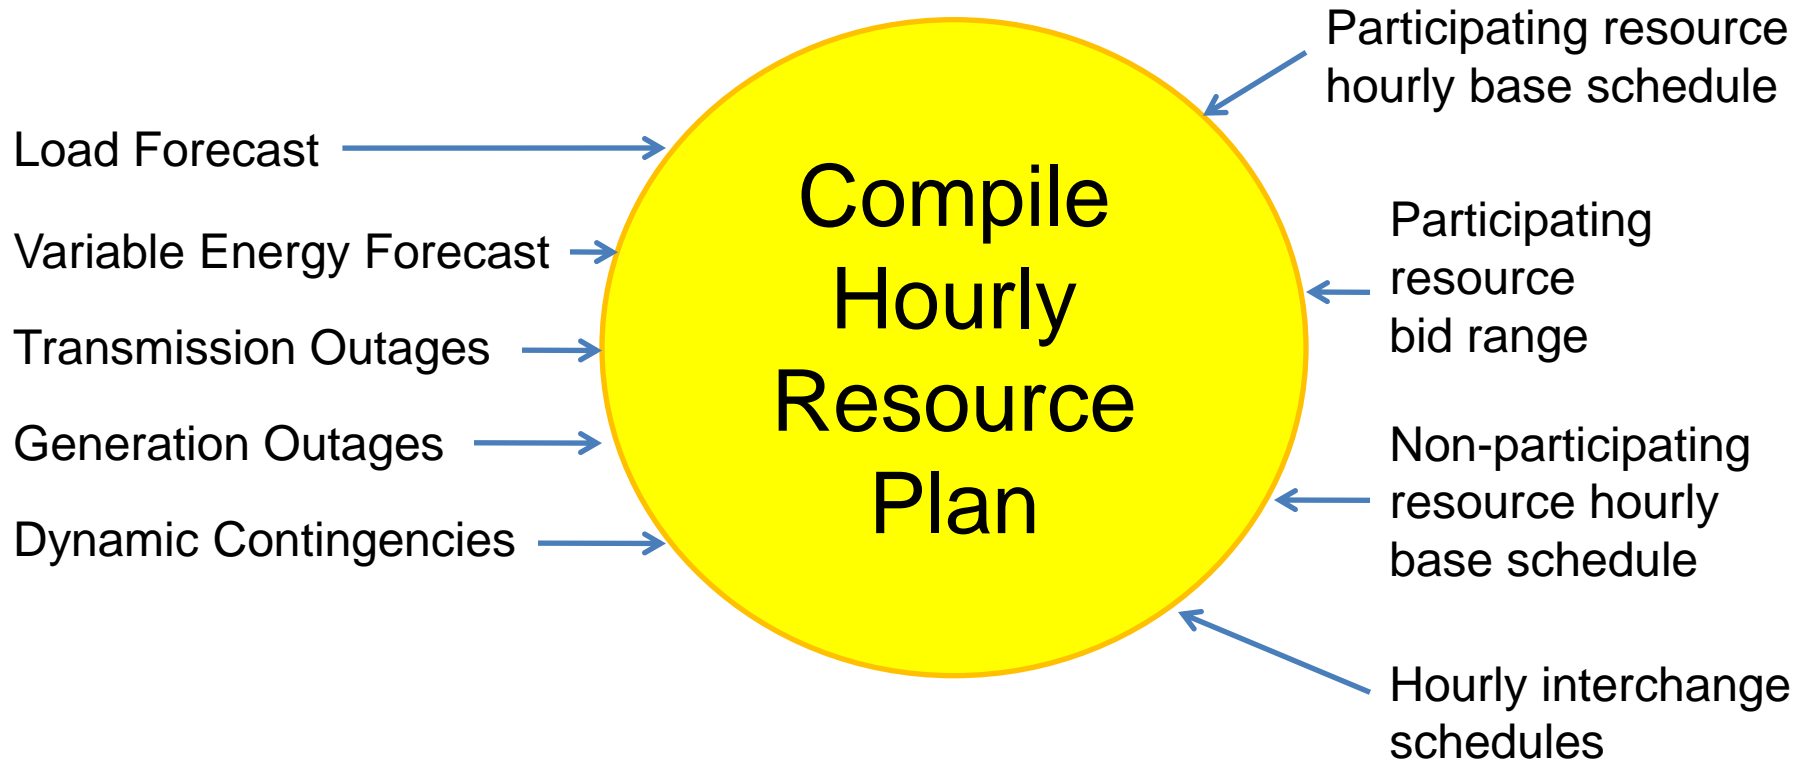 Load Forecast
Variable Energy Forecast
Transmission Outages
Generation Outages
Dynamic Contingencies
Compile
Hourly
Resource
Plan
Participating resource
hourly base schedule
Participating
resource
bid range
Non-participating
resource hourly
base schedule
Hourly interchange
schedules